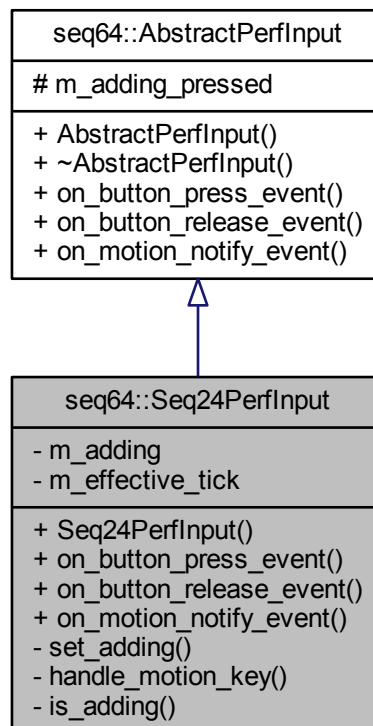 seq64::AbstractPerfInput
# m_adding_pressed
+ AbstractPerfInput()
+ ~AbstractPerfInput()
+ on_button_press_event()
+ on_button_release_event()
+ on_motion_notify_event()
seq64::Seq24PerfInput
- m_adding
- m_effective_tick
+ Seq24PerfInput()
+ on_button_press_event()
+ on_button_release_event()
+ on_motion_notify_event()
- set_adding()
- handle_motion_key()
- is_adding()